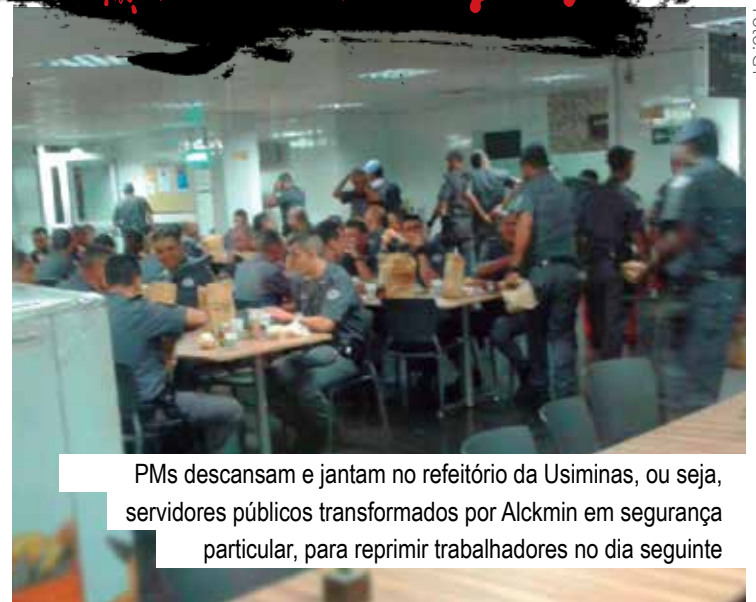 PMs descansam e jantam no refeitório da Usiminas, ou seja,
servidores públicos transformados por Alckmin em segurança
particular, para reprimir trabalhadores no dia seguinte